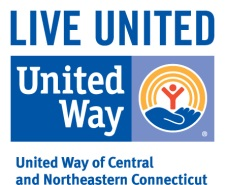 LIVE UNITED
United
Way
®
United Way of Central
and Northeastern Connecticut